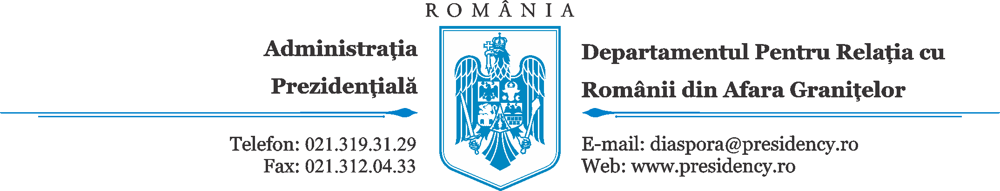 ROMÂNIA
Administraţia
Prezidenţială
Telefon: 021.319.31.29
Fax: 021.312.04.33
Departamentul Pentru Relaţia cu
Românii din Afara Graniţelor
E-mail: diaspora@presidency.ro
Web: www.presidency.ro